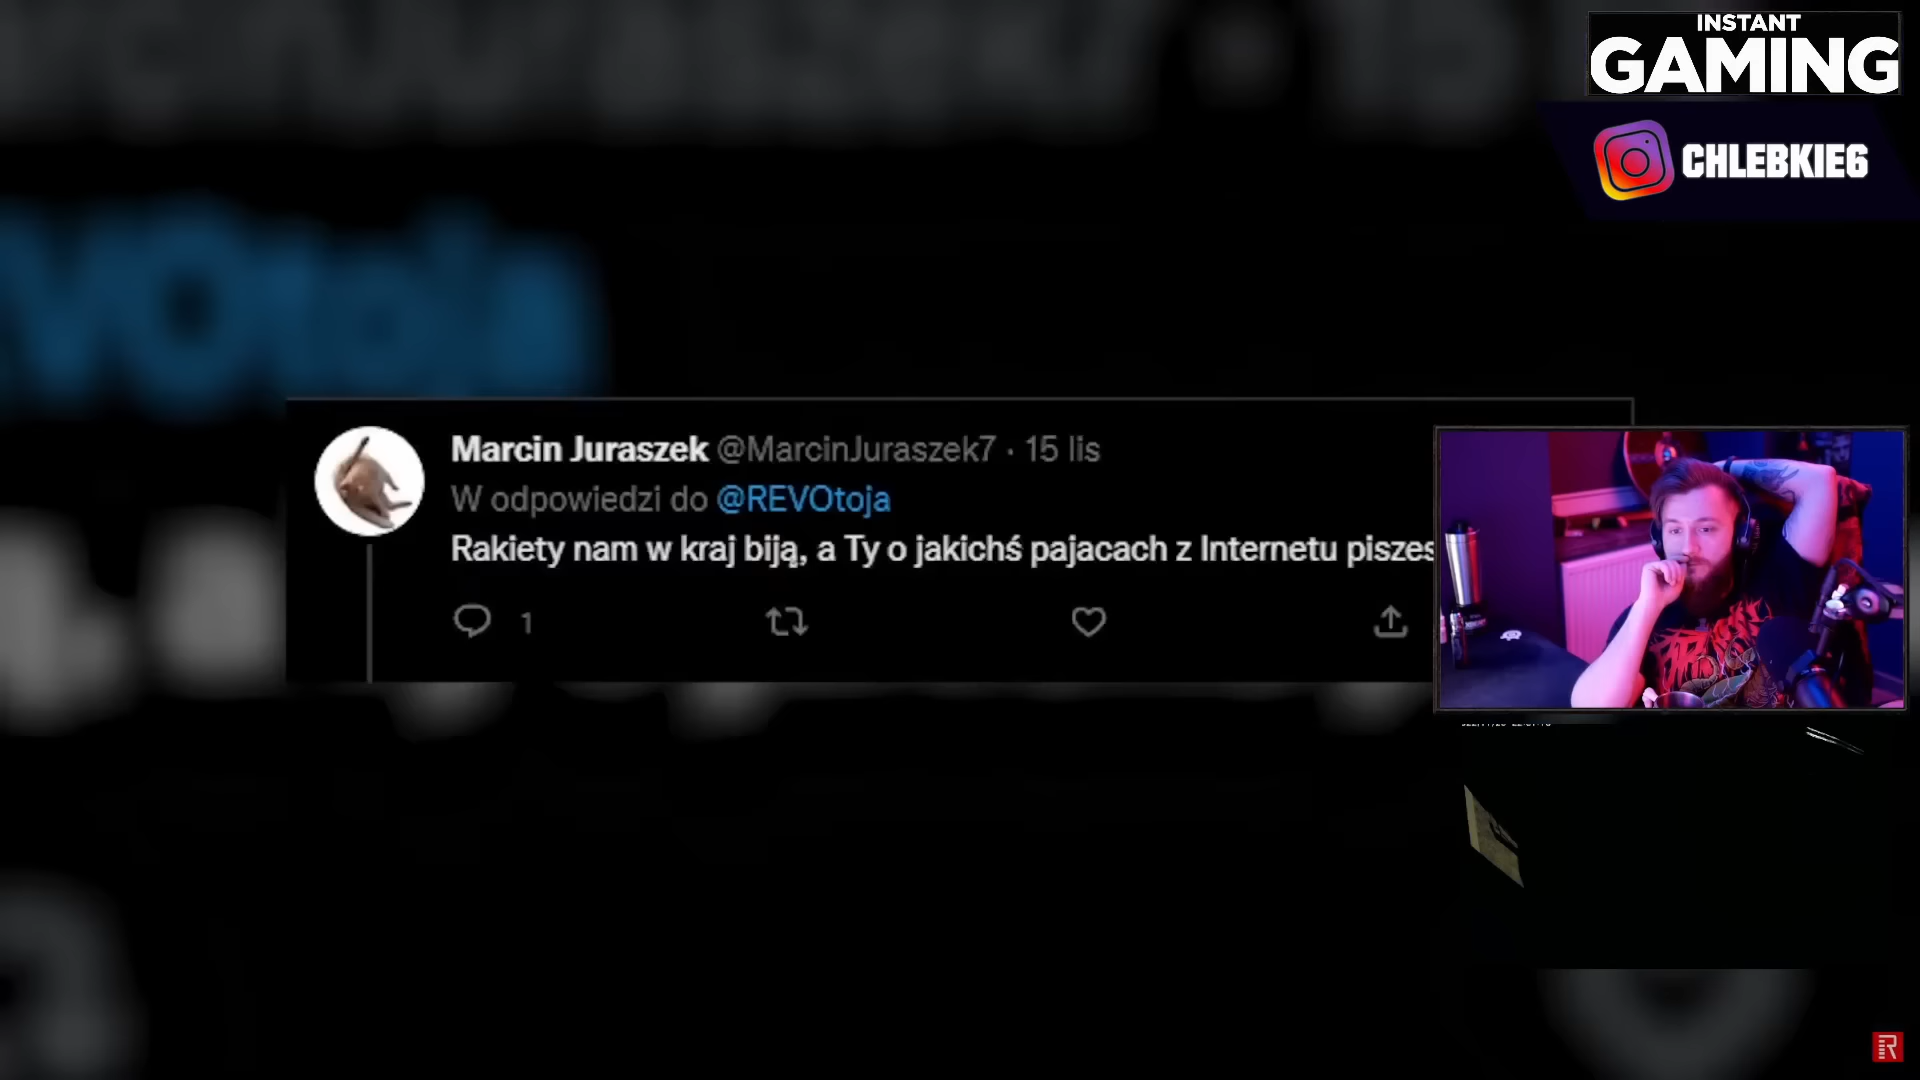 INSTANT
GAMING
CHLEBKIE6
Marcin Juraszek @MarcinJuraszek7 · 15 lis
W odpowiedzi do @REVOtoja
Rakiety nam w kraj biją, a Ty o jakichś pajacach z Internetu pisze
1